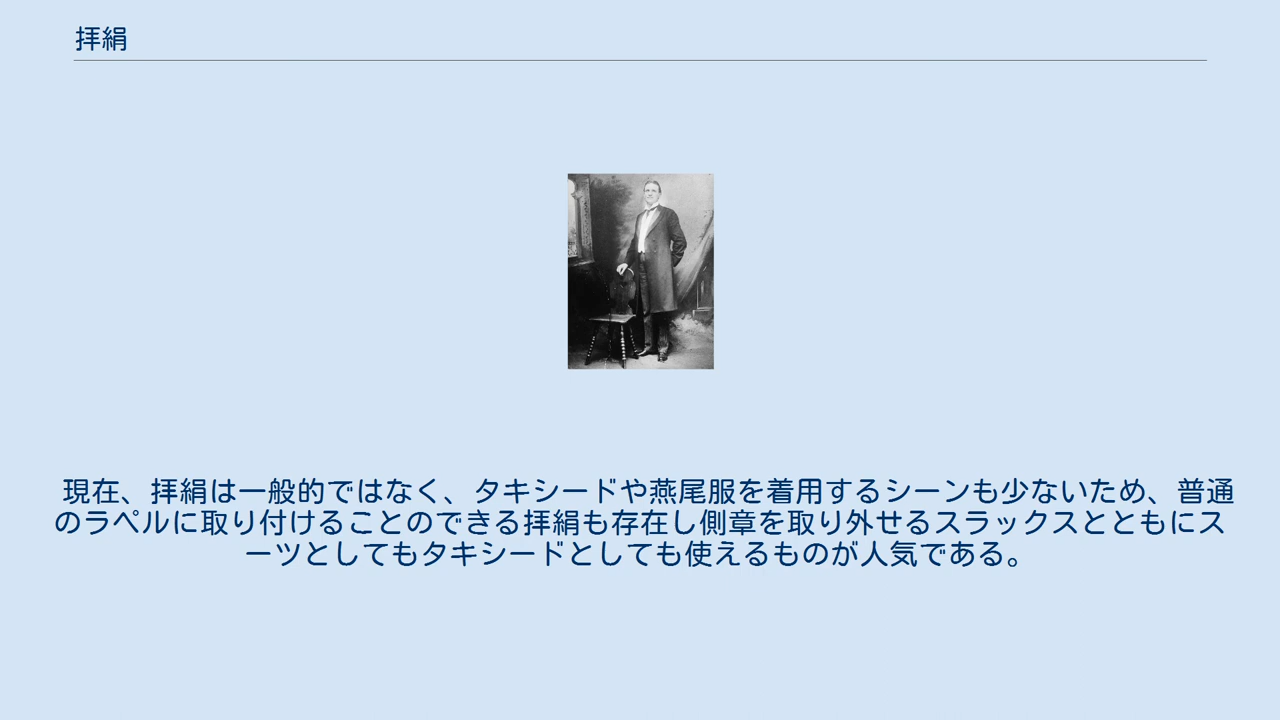 拝絹
現在、拝絹は一般的ではなく、タキシードや燕尾服を着用するシーンも少ないため、普通
のラペルに取り付けることのできる拝絹も存在し側章を取り外せるスラックスとともにス
ーツとしてもタキシードとしても使えるものが人気である。